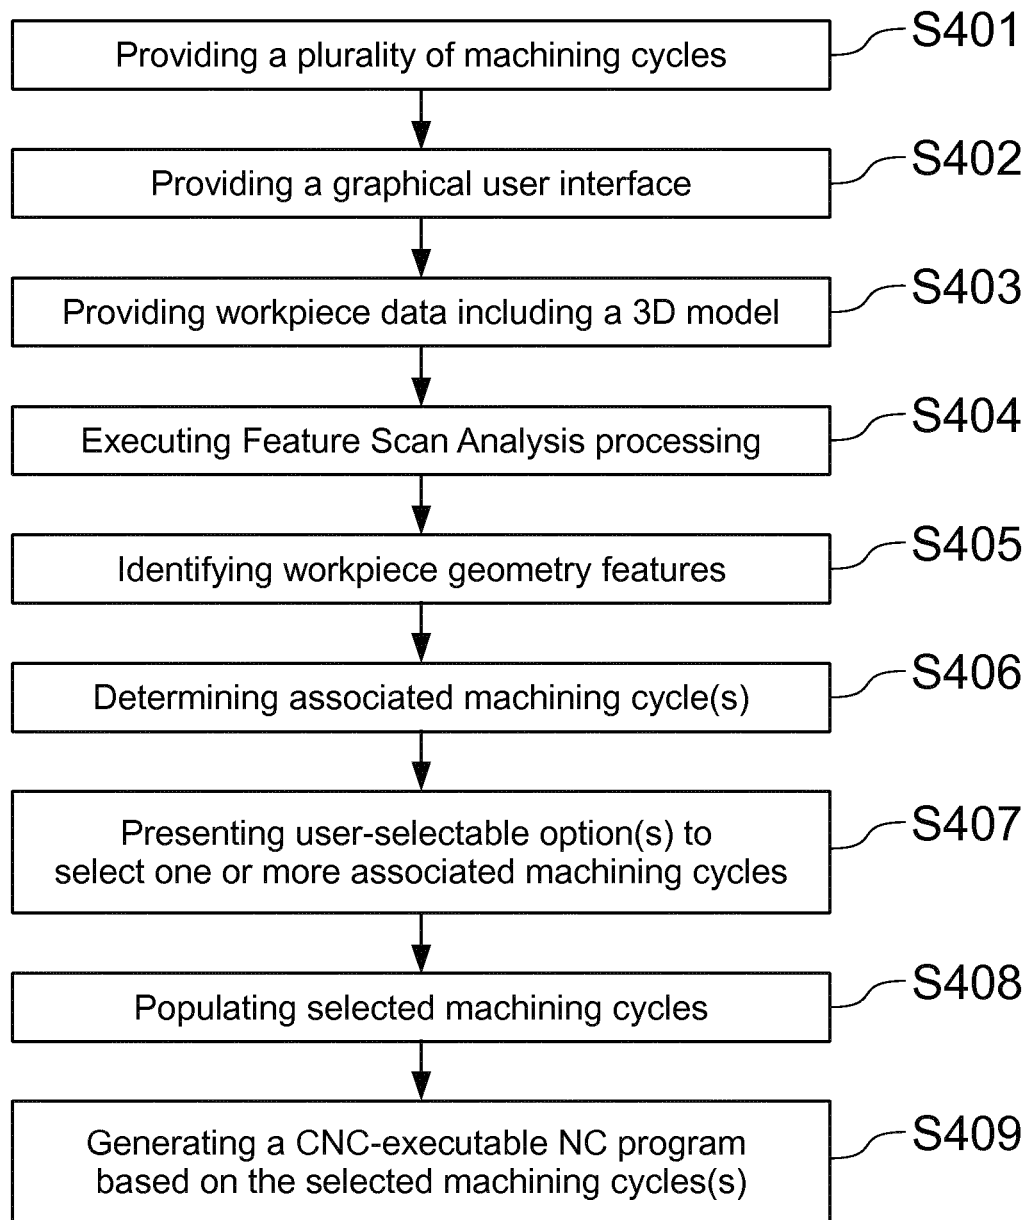 Providing a plurality of machining cycles
S401
Providing a graphical user interface
S402
Providing workpiece data including a 3D model
S403
Executing Feature Scan Analysis processing
S404
Identifying workpiece geometry features
S405
Determining associated machining cycle(s)
S406
Presenting user-selectable option(s) to
select one or more associated machining cycles
S407
Populating selected machining cycles
S408
Generating a CNC-executable NC program
based on the selected machining cycles(s)
S409